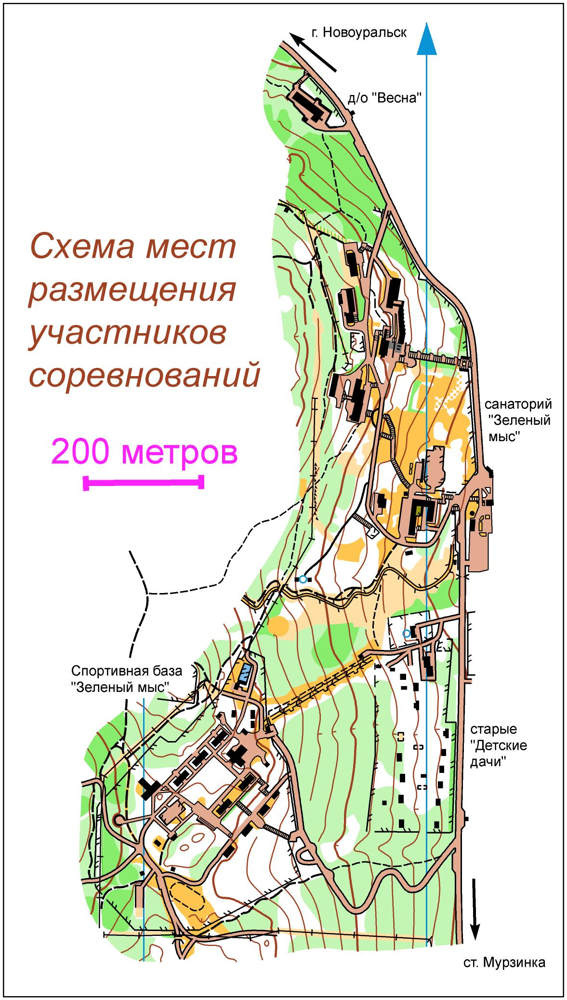 г. Новоуральск
д/о "Весна"
Схема мест
размещения
участников
соревнований
санаторий
"Зеленый
мыс"
200 метров
Спортивная база
"Зеленый мыс"
старые
"Детские
дачи"
ст. Мурзинка